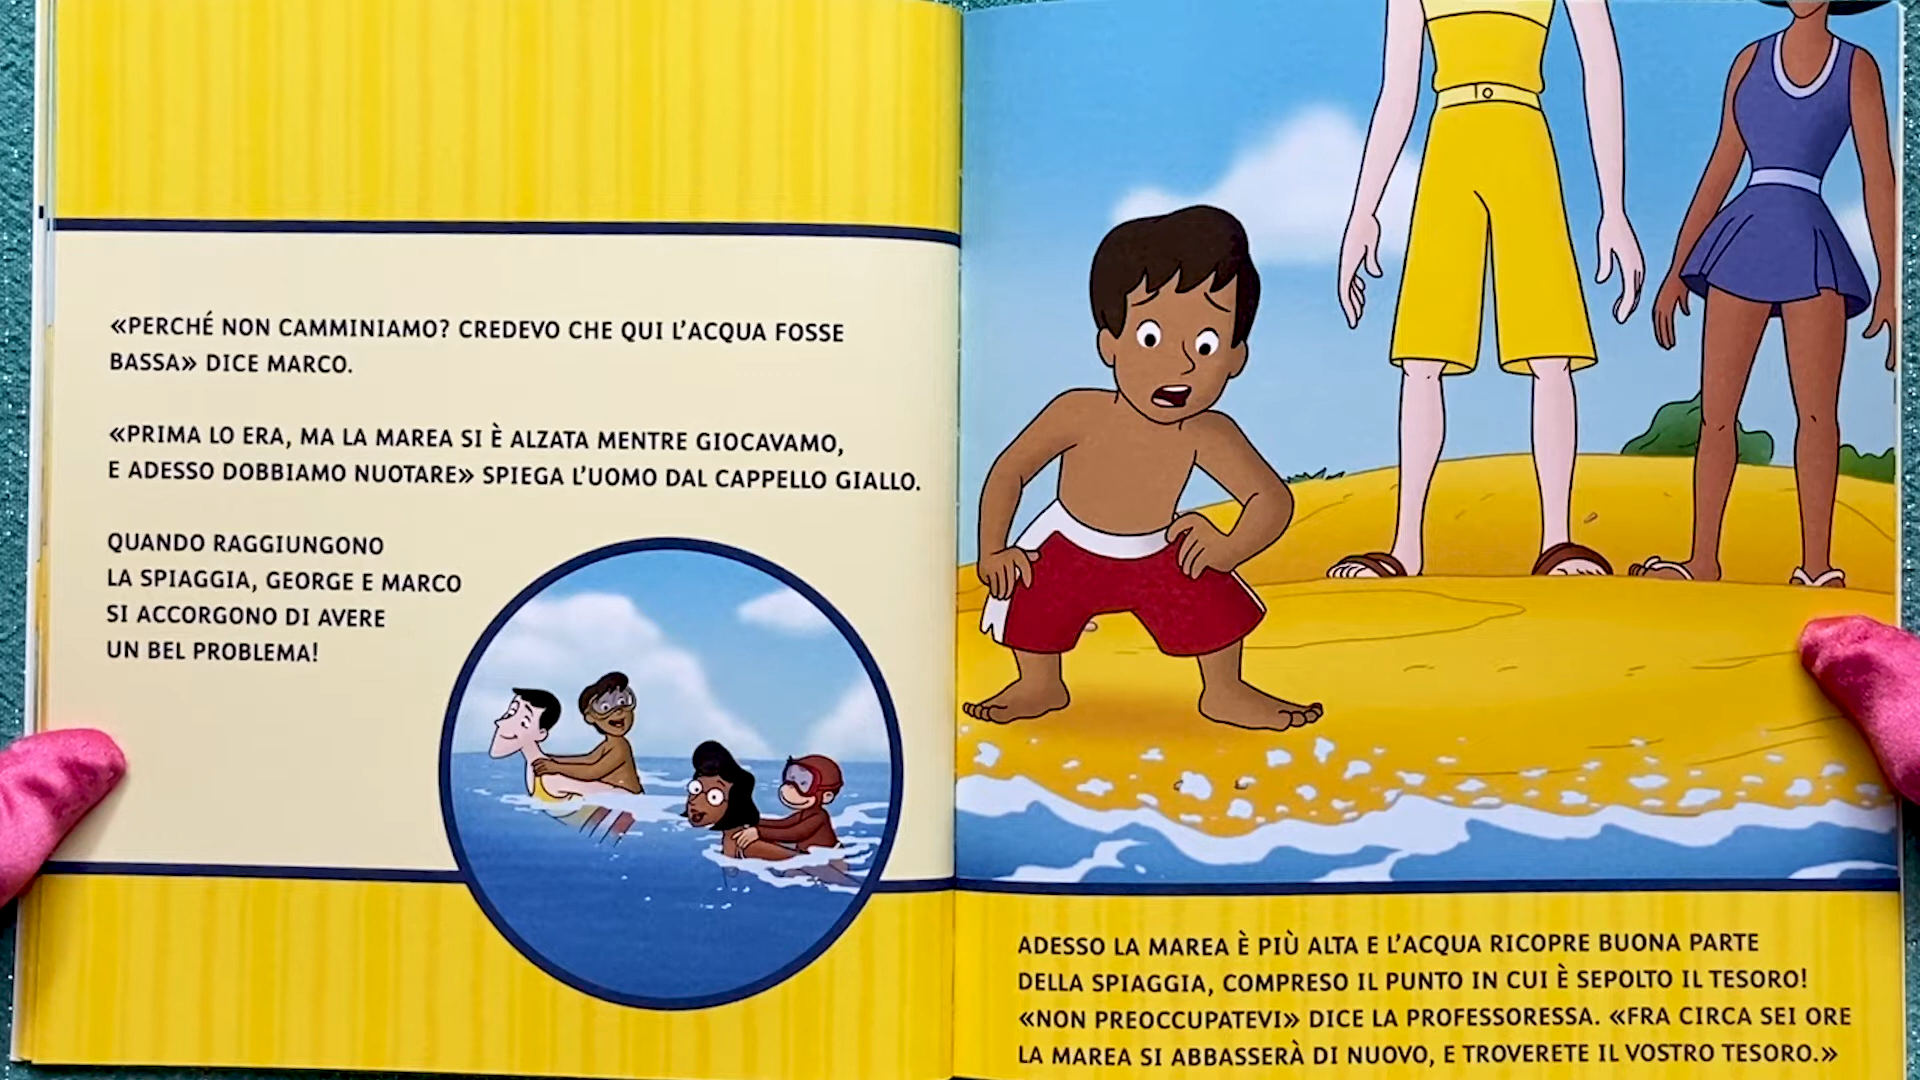 «PERCHÉ NON CAMMINIAMO? CREDEVO CHE QUI L'ACQUA FOSSE
BASSA» DICE MARCO.
«PRIMA LO ERA, MA LA MAREA SI È ALZATA MENTRE GIOCAVAMO,
E ADESSO DOBBIAMO NUOTARE» SPIEGA L'UOMO DAL CAPPELLO GIALLO.
QUANDO RAGGIUNGONO
LA SPIAGGIA, GEORGE E MARCO
SI ACCORGONO DI AVERE
UN BEL PROBLEMA!
ADESSO LA MAREA È PIÙ ALTA E L'ACQUA RICOPRE BUONA PARTE
DELLA SPIAGGIA, COMPRESO IL PUNTO IN CUI È SEPOLTO IL TESORO!
«NON PREOCCUPATEVI» DICE LA PROFESSORESSA. «FRA CIRCA SEI ORE
LA MAREA SI ABBASSERÀ DI NUOVO, E TROVERETE IL VOSTRO TESORO.»